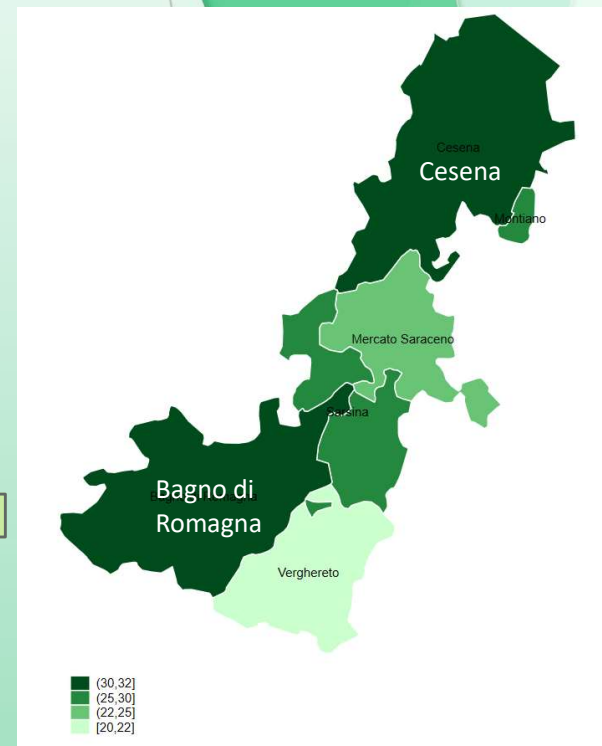 Cesena
Cesena
Montiano
Mercato Saraceno
Sarsina
Bagno di
Romagna
Verghereto
(30,32]
(25,30]
(22,25]
[20,22]